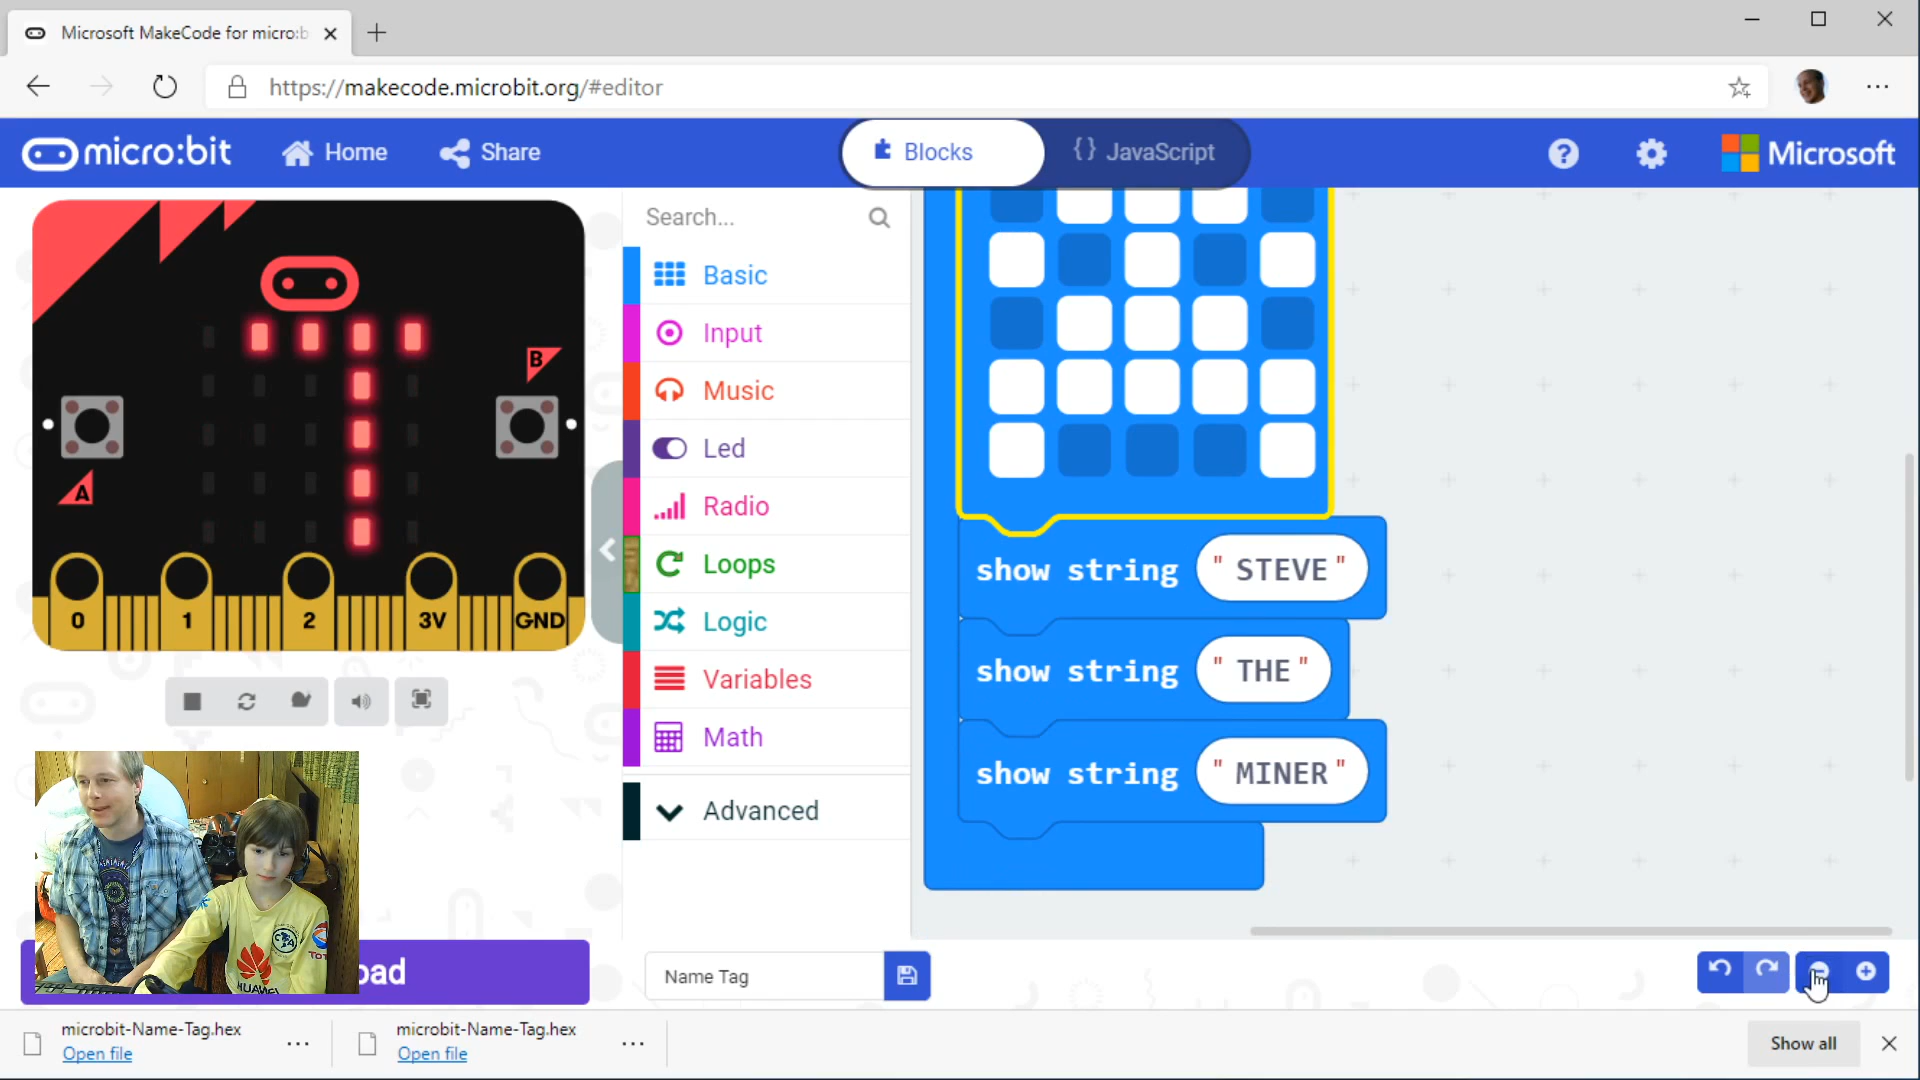 Microsoft MakeCode for micro:b
https://makecode.microbit.org/#editor
micro:bit
Home
Share
Blocks
{} JavaScript
?
Microsoft
Search...
Basic
Input
Music
Led
Radio
Loops
Logic
Variables
Math
Advanced
B
A
0 1 2 3V GND
show string " STEVE "
show string " THE "
show string " MINER "
HUAWEI
oad
Name Tag
microbit-Name-Tag.hex
Open file
microbit-Name-Tag.hex
Open file
Show all